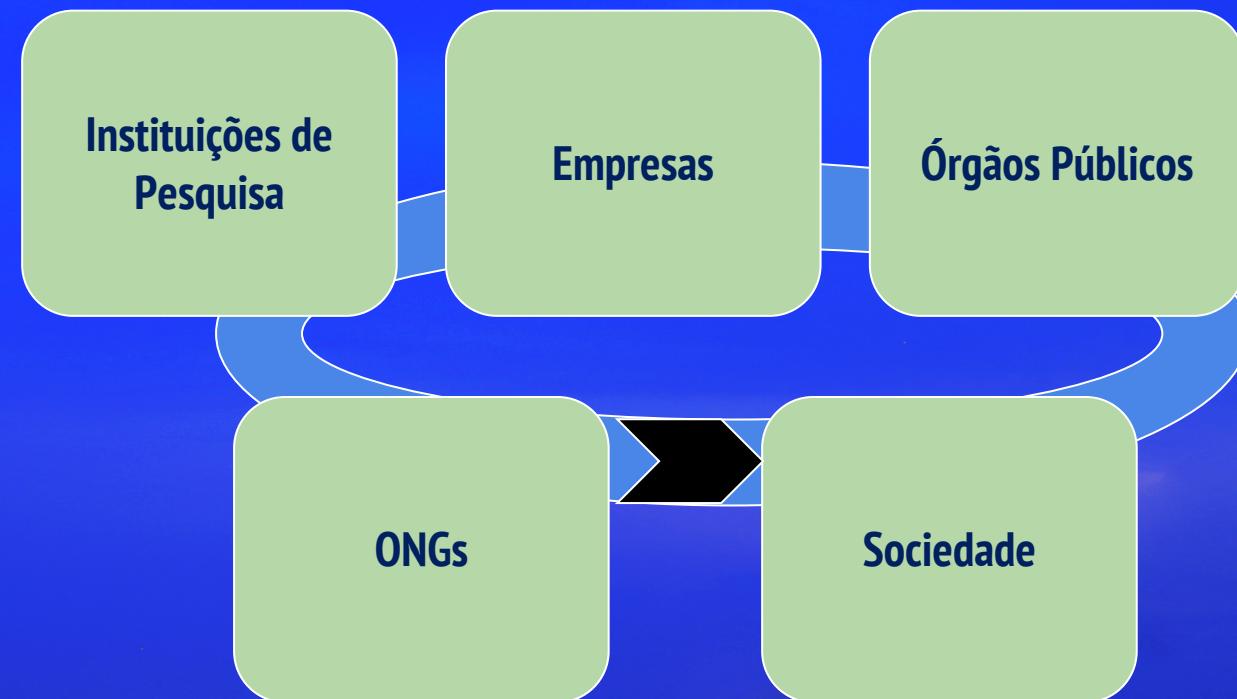 Instituições de
Pesquisa
Empresas
Órgãos Públicos
ONGs
Sociedade